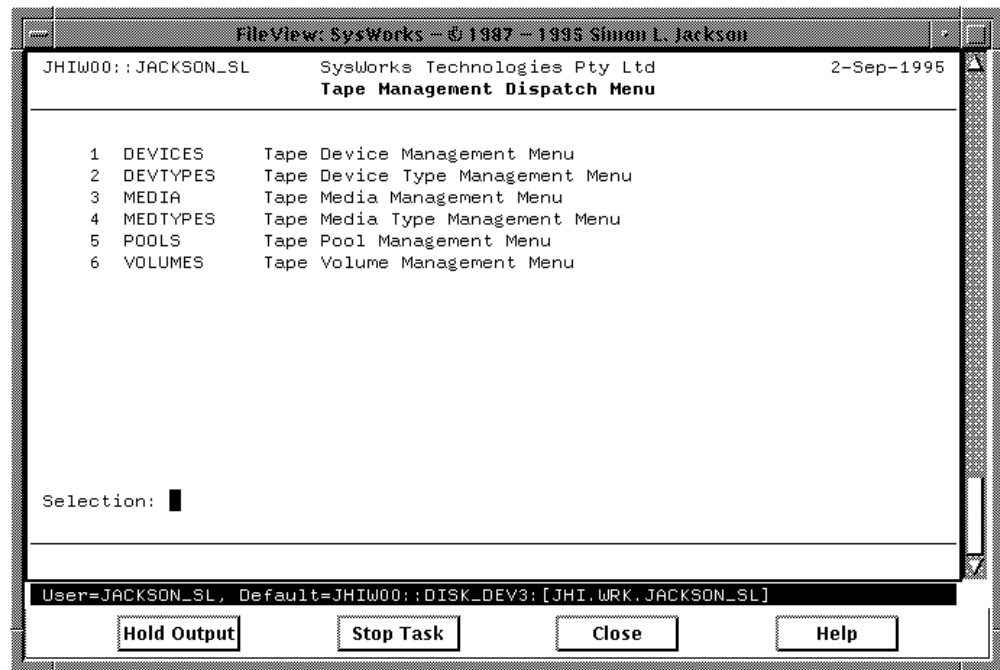 FileView: SysWorks – © 1987 – 1995 Simon L. Jackson
JHIW00::JACKSON_SL SysWorks Technologies Pty Ltd 2-Sep-1995
Tape Management Dispatch Menu
1 DEVICES Tape Device Management Menu
2 DEVTYPES Tape Device Type Management Menu
3 MEDIA Tape Media Management Menu
4 MEDTYPES Tape Media Type Management Menu
5 POOLS Tape Pool Management Menu
6 VOLUMES Tape Volume Management Menu
Selection:
User=JACKSON_SL, Default=JHIW00::DISK_DEV3:[JHI.WRK.JACKSON_SL]
Hold Output Stop Task Close Help